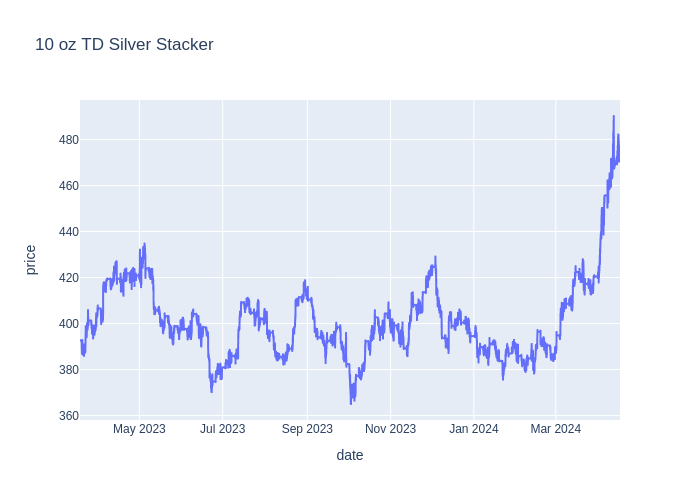 10 oz TD Silver Stacker
price
480
460
440
420
400
380
360
May 2023
Jul 2023
Sep 2023
Nov 2023
Jan 2024
Mar 2024
date